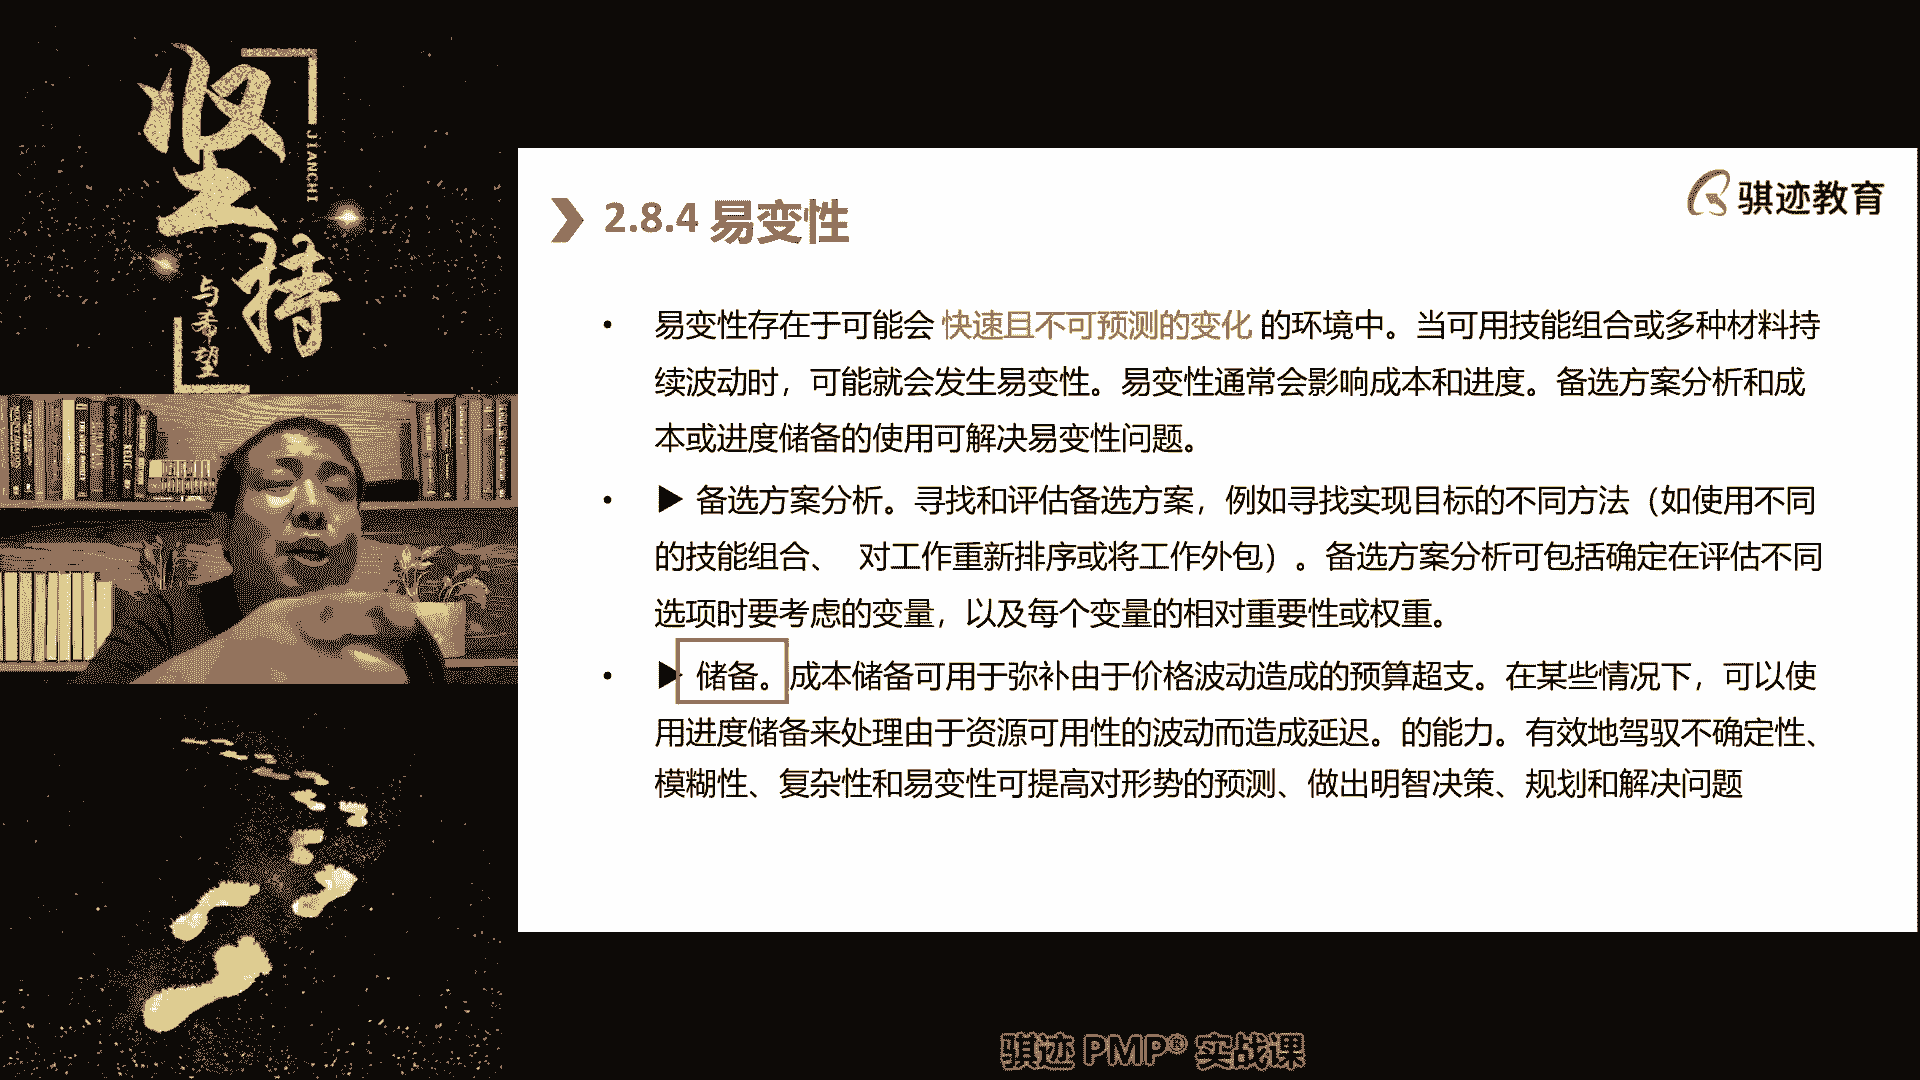 坚持
JIANCHI
与希望
骐迹教育
2.8.4 易变性
• 易变性存在于可能会 快速且不可预测的变化 的环境中。当可用技能组合或多种材料持
续波动时，可能就会发生易变性。易变性通常会影响成本和进度。备选方案分析和成
本或进度储备的使用可解决易变性问题。
• ▶ 备选方案分析。寻找和评估备选方案，例如寻找实现目标的不同方法（如使用不同
的技能组合、 对工作重新排序或将工作外包）。备选方案分析可包括确定在评估不同
选项时要考虑的变量，以及每个变量的相对重要性或权重。
• ▶ 储备。成本储备可用于弥补由于价格波动造成的预算超支。在某些情况下，可以使
用进度储备来处理由于资源可用性的波动而造成延迟。的能力。有效地驾驭不确定性、
模糊性、复杂性和易变性可提高对形势的预测、做出明智决策、规划和解决问题
骐迹 PMP® 实战课